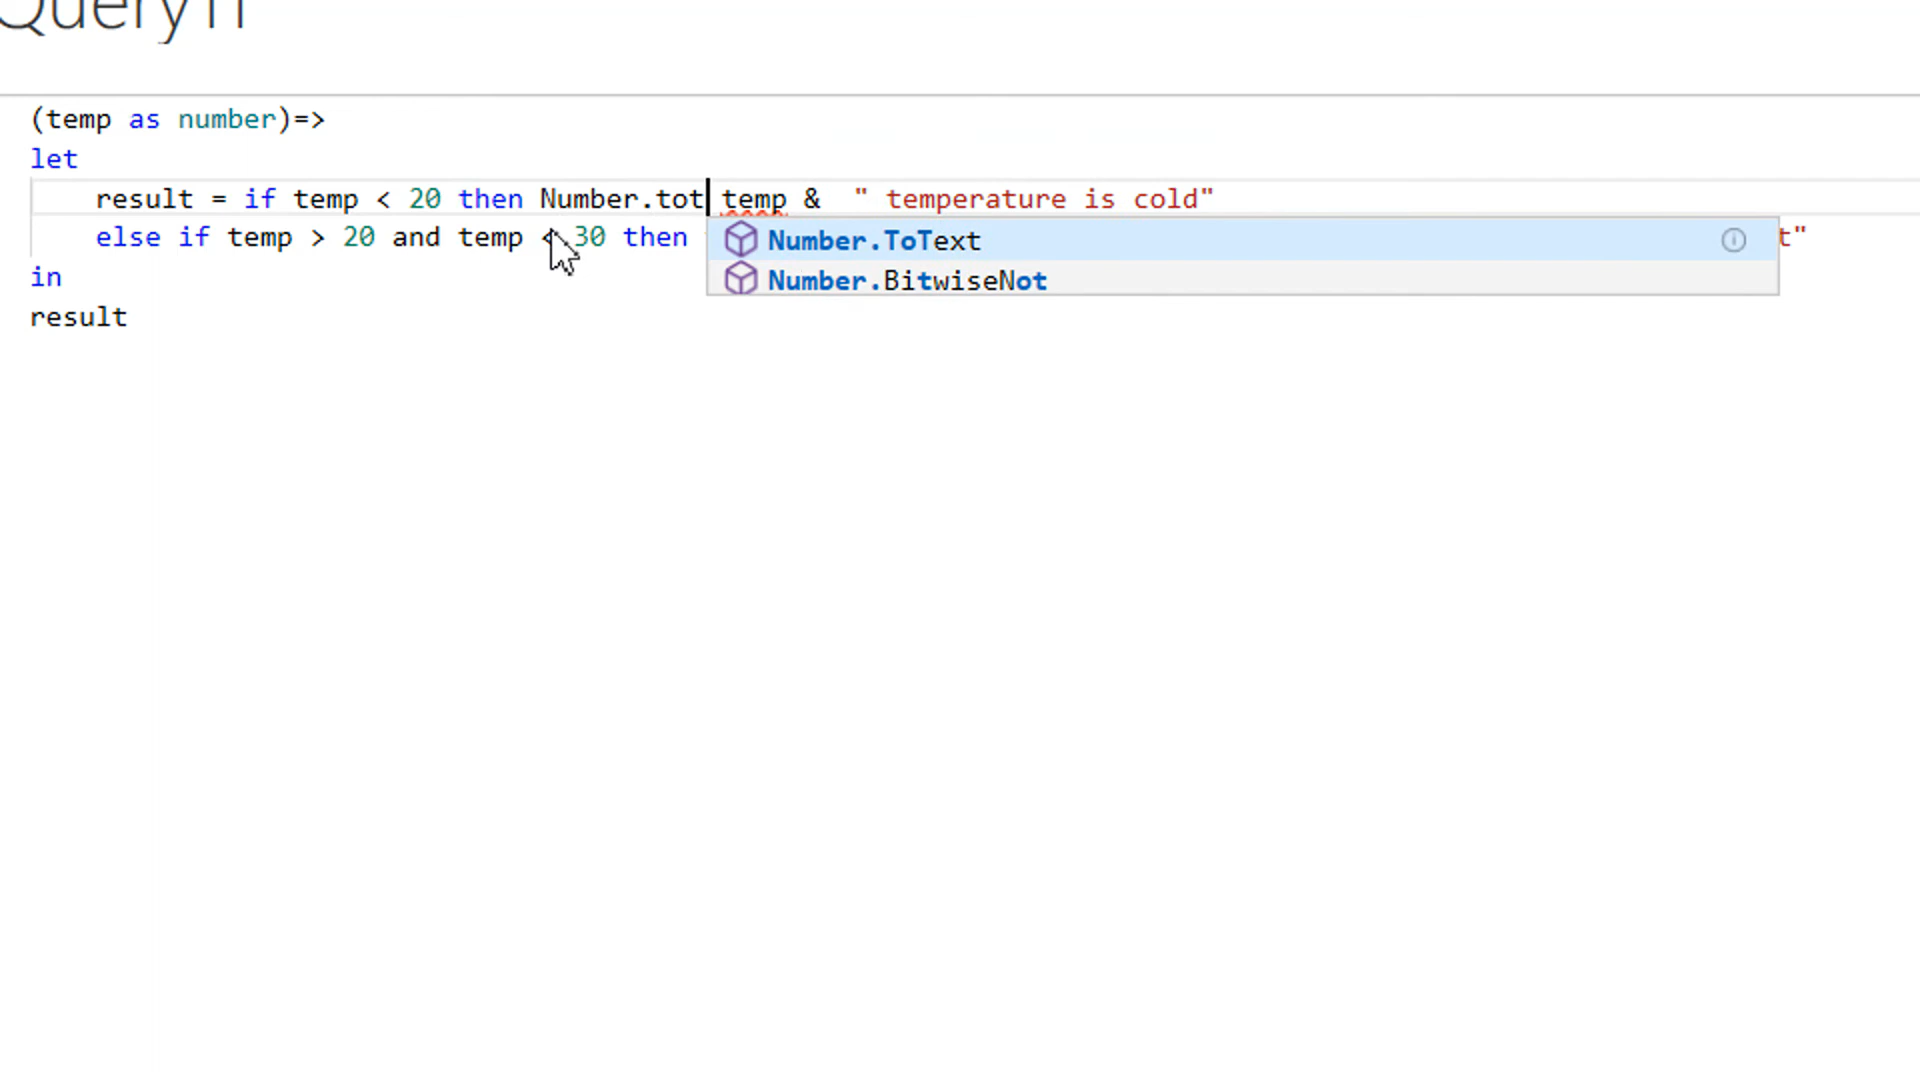 (temp as number)=>
let
result = if temp < 20 then Number.tot temp &  " temperature is cold"
else if temp > 20 and temp < 30 then t"
Number.ToText
Number.BitwiseNot
in
result